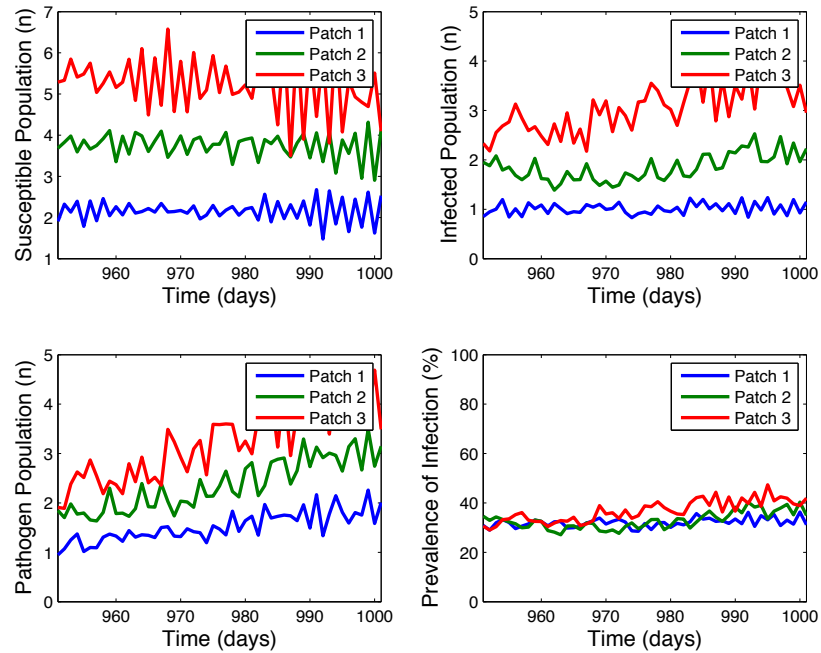 Susceptible Population (n)
7
6
5
4
3
2
1
960
970
980
990
1000
Time (days)
Patch 1
Patch 2
Patch 3
Infected Population (n)
5
4
3
2
1
0
960
970
980
990
1000
Time (days)
Patch 1
Patch 2
Patch 3
Pathogen Population (n)
5
4
3
2
1
0
960
970
980
990
1000
Time (days)
Patch 1
Patch 2
Patch 3
Prevalence of Infection (%)
100
80
60
40
20
0
960
970
980
990
1000
Time (days)
Patch 1
Patch 2
Patch 3